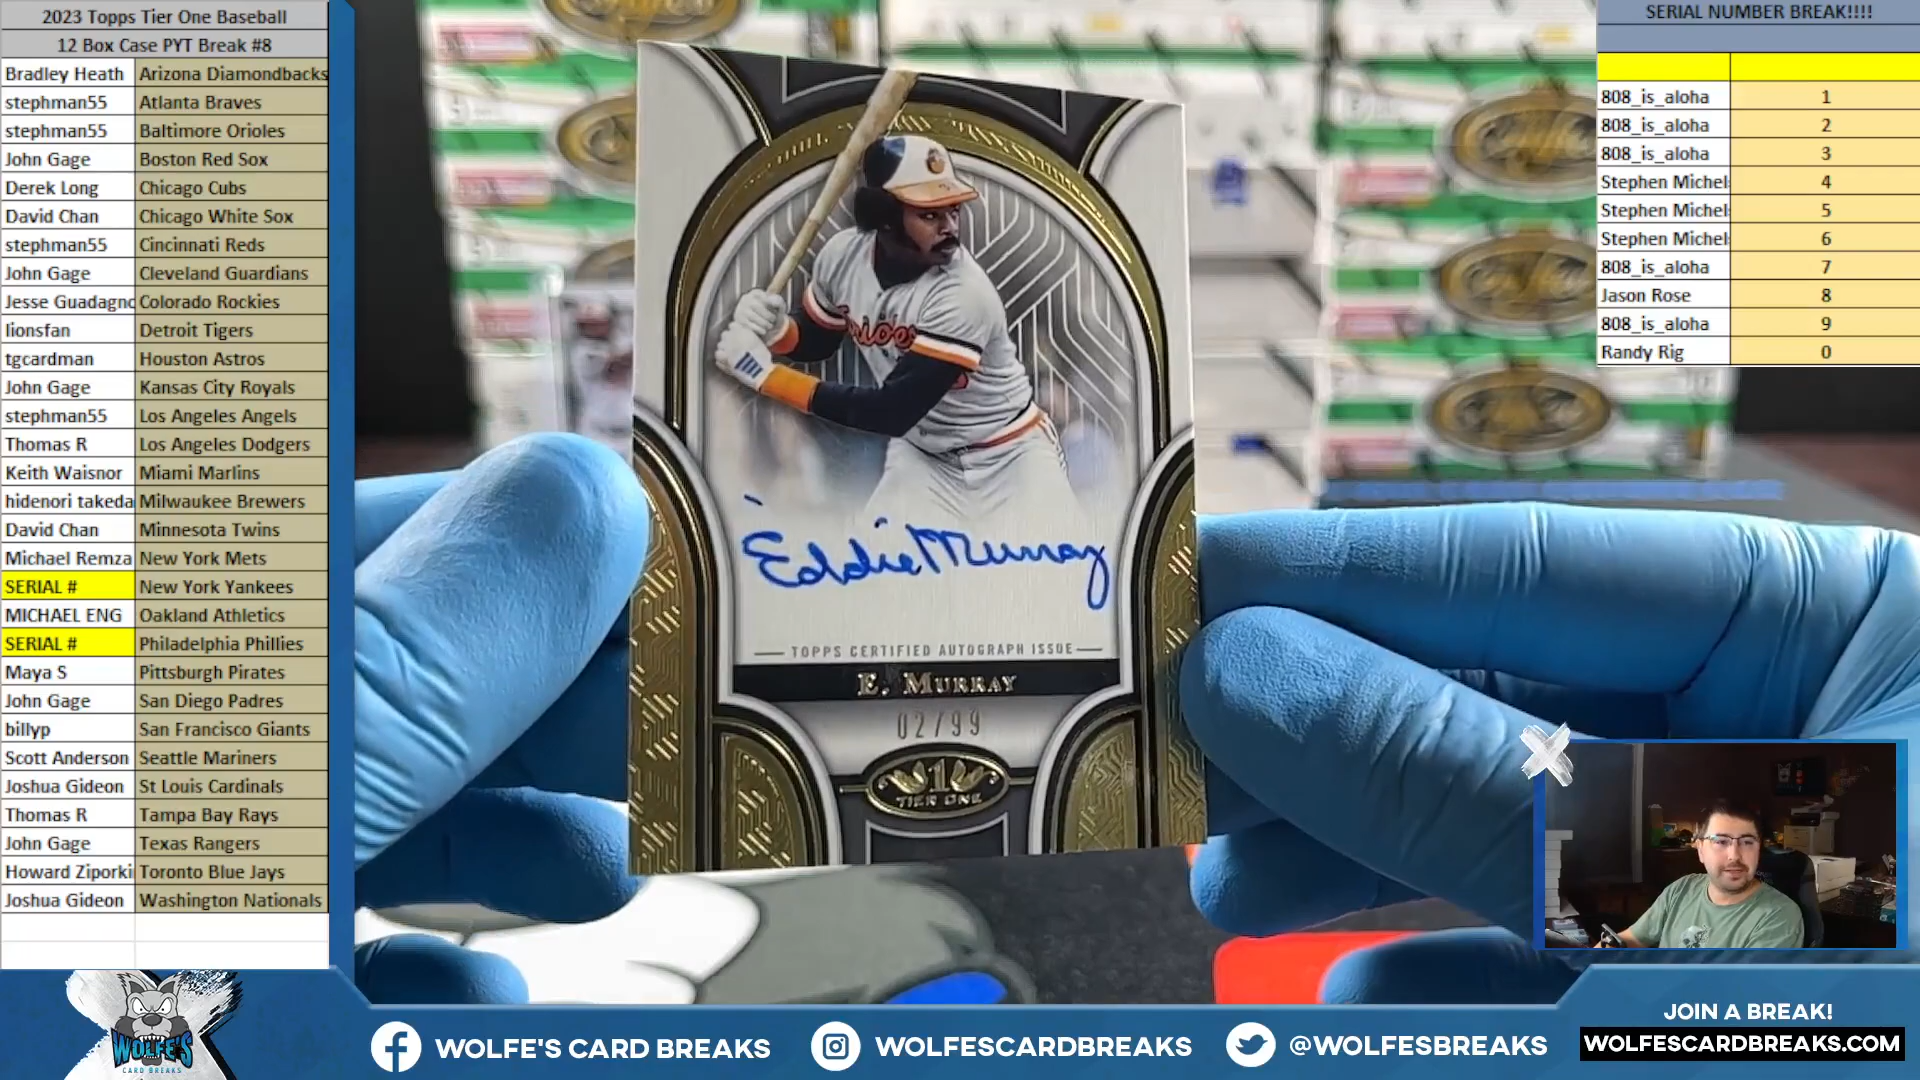 2023 Topps Tier One Baseball
12 Box Case PYT Break #8
Bradley Heath Arizona Diamondbacks
stephman55 Atlanta Braves
stephman55 Baltimore Orioles
John Gage Boston Red Sox
Derek Long Chicago Cubs
David Chan Chicago White Sox
stephman55 Cincinnati Reds
John Gage Cleveland Guardians
Jesse Guadagno Colorado Rockies
lionsfan Detroit Tigers
tgcardman Houston Astros
John Gage Kansas City Royals
stephman55 Los Angeles Angels
Thomas R Los Angeles Dodgers
Keith Waisnor Miami Marlins
hidenori takeda Milwaukee Brewers
David Chan Minnesota Twins
Michael Remza New York Mets
SERIAL # New York Yankees
MICHAEL ENG Oakland Athletics
SERIAL # Philadelphia Phillies
Maya S Pittsburgh Pirates
John Gage San Diego Padres
billyp San Francisco Giants
Scott Anderson Seattle Mariners
Joshua Gideon St Louis Cardinals
Thomas R Tampa Bay Rays
John Gage Texas Rangers
Howard Ziporki Toronto Blue Jays
Joshua Gideon Washington Nationals
Orioles
Eddie Murray
TOPPS CERTIFIED AUTOGRAPH ISSUE
E. MURRAY
02/99
1
TIER ONE
SERIAL NUMBER BREAK!!!!
808_is_aloha 1
808_is_aloha 2
808_is_aloha 3
Stephen Michel 4
Stephen Michel 5
Stephen Michel 6
808_is_aloha 7
Jason Rose 8
808_is_aloha 9
Randy Rig 0
WOLFE'S
CARD BREAKS
WOLFE'S CARD BREAKS
WOLFESCARDBREAKS
@WOLFESBREAKS
JOIN A BREAK!
WOLFESCARDBREAKS.COM